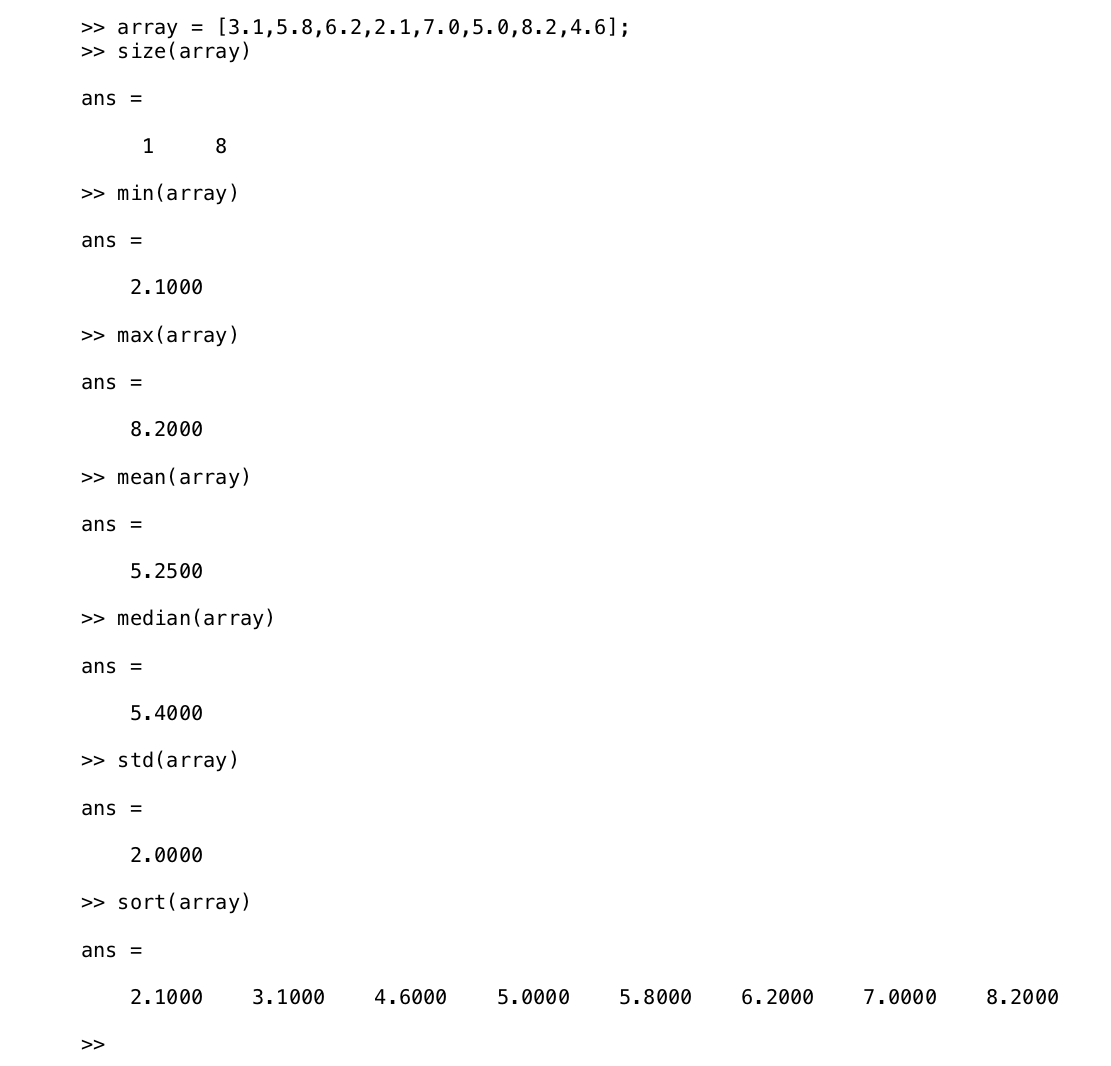 >> array = [3.1,5.8,6.2,2.1,7.0,5.0,8.2,4.6];
>> size(array)
ans =
1 8
>> min(array)
ans =
2.1000
>> max(array)
ans =
8.2000
>> mean(array)
ans =
5.2500
>> median(array)
ans =
5.4000
>> std(array)
ans =
2.0000
>> sort(array)
ans =
2.1000 3.1000 4.6000 5.0000 5.8000 6.2000 7.0000 8.2000
>>